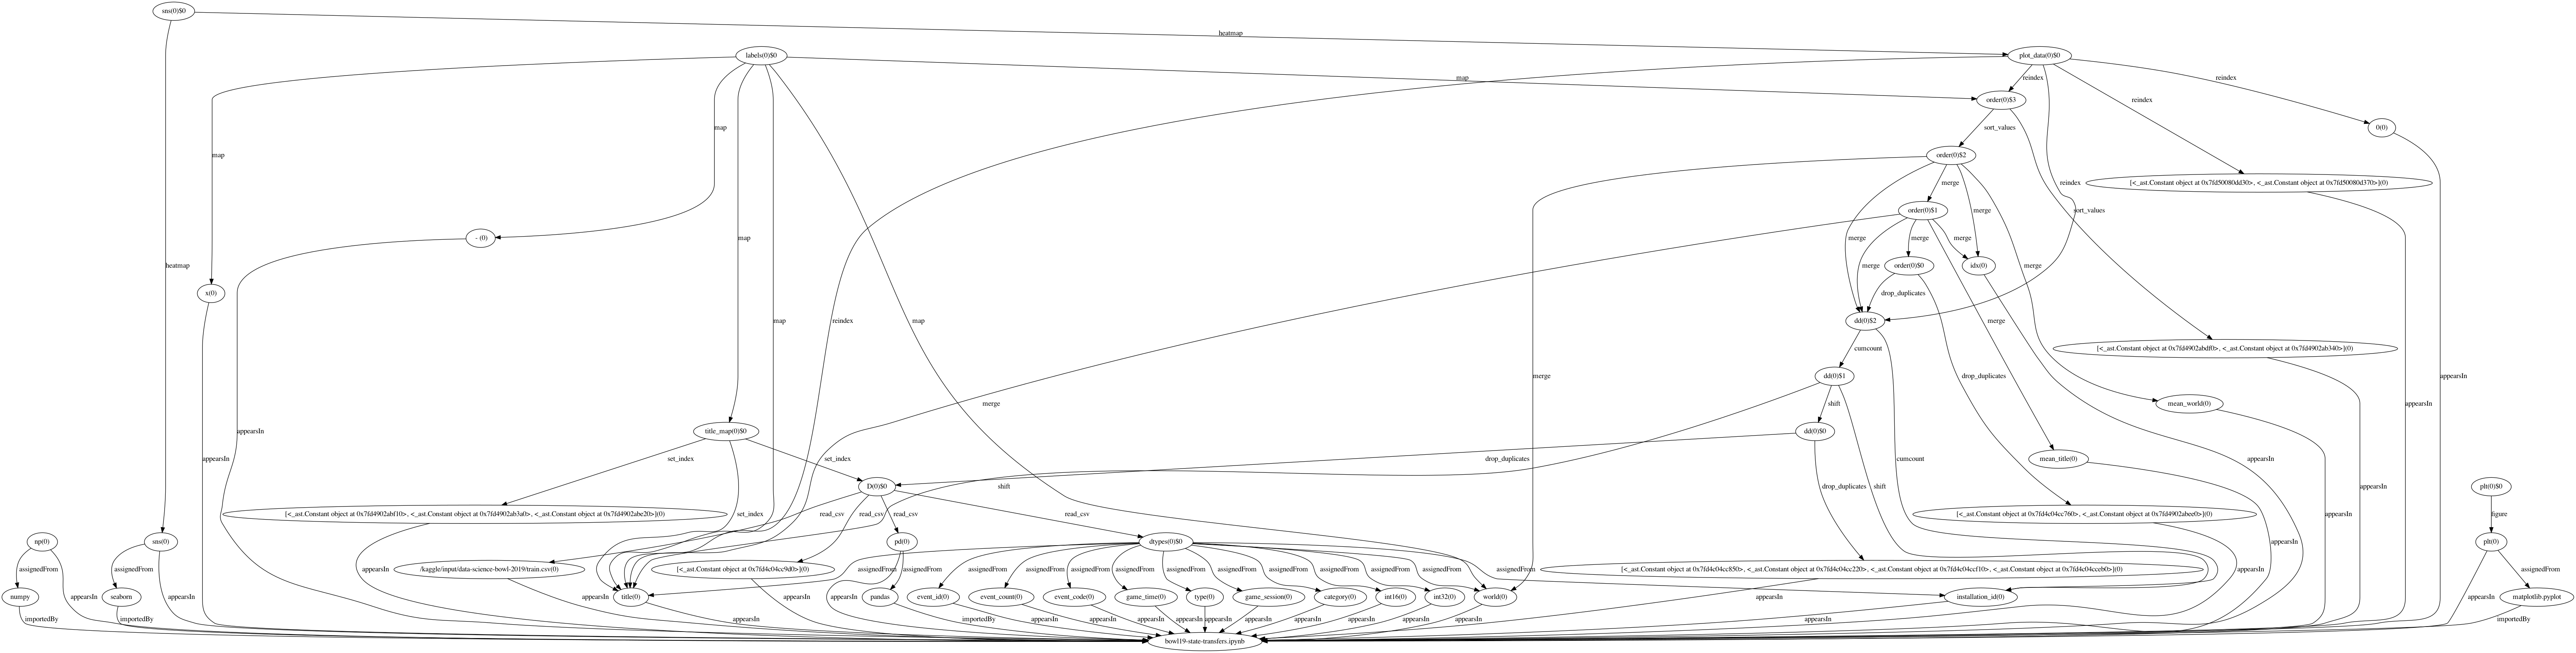 sns(0)$0
heatmap
labels(0)$0
plot_data(0)$0
map
reindex
reindex
order(0)$3
reindex
map
0(0)
sort_values
map
order(0)$2
merge
reindex
[<_ast.Constant object at 0x7fd50080dd30>, <_ast.Constant object at 0x7fd50080d370>](0)
order(0)$1
sort_values
- (0)
map
merge
merge
merge
merge
heatmap
order(0)$0
idx(0)
merge
merge
x(0)
drop_duplicates
map
reindex
map
dd(0)$2
merge
cumcount
[<_ast.Constant object at 0x7fd4902abdf0>, <_ast.Constant object at 0x7fd4902ab340>](0)
merge
dd(0)$1
drop_duplicates
appearsIn
merge
shift
mean_world(0)
appearsIn
appearsIn
title_map(0)$0
dd(0)$0
appearsIn
set_index
set_index
drop_duplicates
cumcount
mean_title(0)
appearsIn
D(0)$0
shift
drop_duplicates
shift
appearsIn
plt(0)$0
[<_ast.Constant object at 0x7fd4902abf10>, <_ast.Constant object at 0x7fd4902ab3a0>, <_ast.Constant object at 0x7fd4902abe20>](0)
set_index
read_csv
read_csv
read_csv
read_csv
[<_ast.Constant object at 0x7fd4c04cc760>, <_ast.Constant object at 0x7fd4902abee0>](0)
appearsIn
figure
np(0)
sns(0)
pd(0)
dtypes(0)$0
appearsIn
plt(0)
assignedFrom
assignedFrom
appearsIn
/kaggle/input/data-science-bowl-2019/train.csv(0)
[<_ast.Constant object at 0x7fd4c04cc9d0>](0)
assignedFrom
assignedFrom
assignedFrom
assignedFrom
assignedFrom
assignedFrom
assignedFrom
assignedFrom
assignedFrom
assignedFrom
assignedFrom
assignedFrom
assignedFrom
[<_ast.Constant object at 0x7fd4c04cc850>, <_ast.Constant object at 0x7fd4c04cc220>, <_ast.Constant object at 0x7fd4c04ccf10>, <_ast.Constant object at 0x7fd4c04cceb0>](0)
appearsIn
assignedFrom
numpy
appearsIn
seaborn
appearsIn
appearsIn
title(0)
appearsIn
appearsIn
pandas
event_id(0)
event_count(0)
event_code(0)
game_time(0)
type(0)
game_session(0)
category(0)
int16(0)
int32(0)
world(0)
appearsIn
installation_id(0)
appearsIn
matplotlib.pyplot
importedBy
importedBy
appearsIn
importedBy
appearsIn
appearsIn
appearsIn
appearsIn
appearsIn
appearsIn
appearsIn
appearsIn
appearsIn
appearsIn
appearsIn
importedBy
bowl19-state-transfers.ipynb